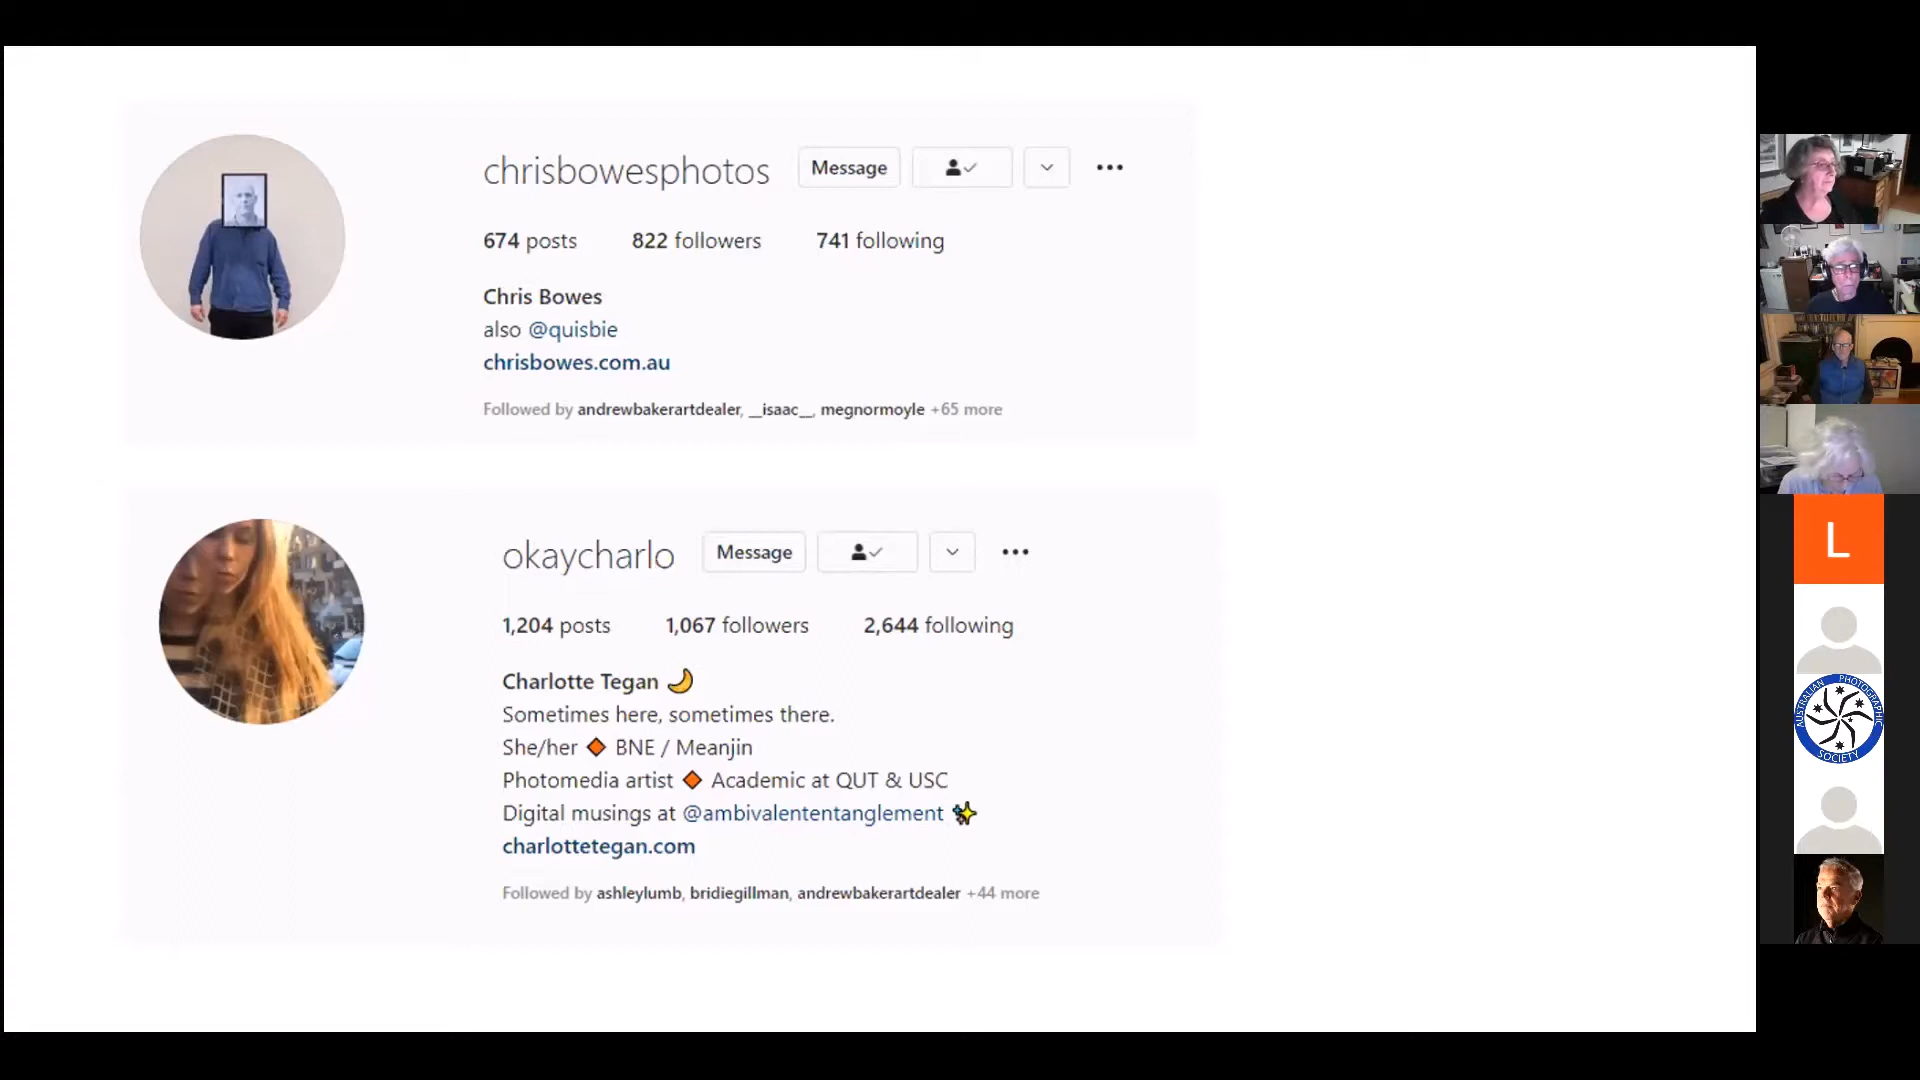 chrisbowesphotos Message
674 posts 822 followers 741 following
Chris Bowes
also @quisbie
chrisbowes.com.au
Followed by andrewbakerartdealer, __isaac__, megnormoyle +65 more
okaycharlo Message
1,204 posts 1,067 followers 2,644 following
Charlotte Tegan 🌙
Sometimes here, sometimes there.
She/her 🔶 BNE / Meanjin
Photomedia artist 🔶 Academic at QUT & USC
Digital musings at @ambivalententanglement ✨
charlottetegan.com
Followed by ashleylumb, bridiegillman, andrewbakerartdealer +44 more
L
AUSTRALIAN PHOTOGRAPHIC SOCIETY